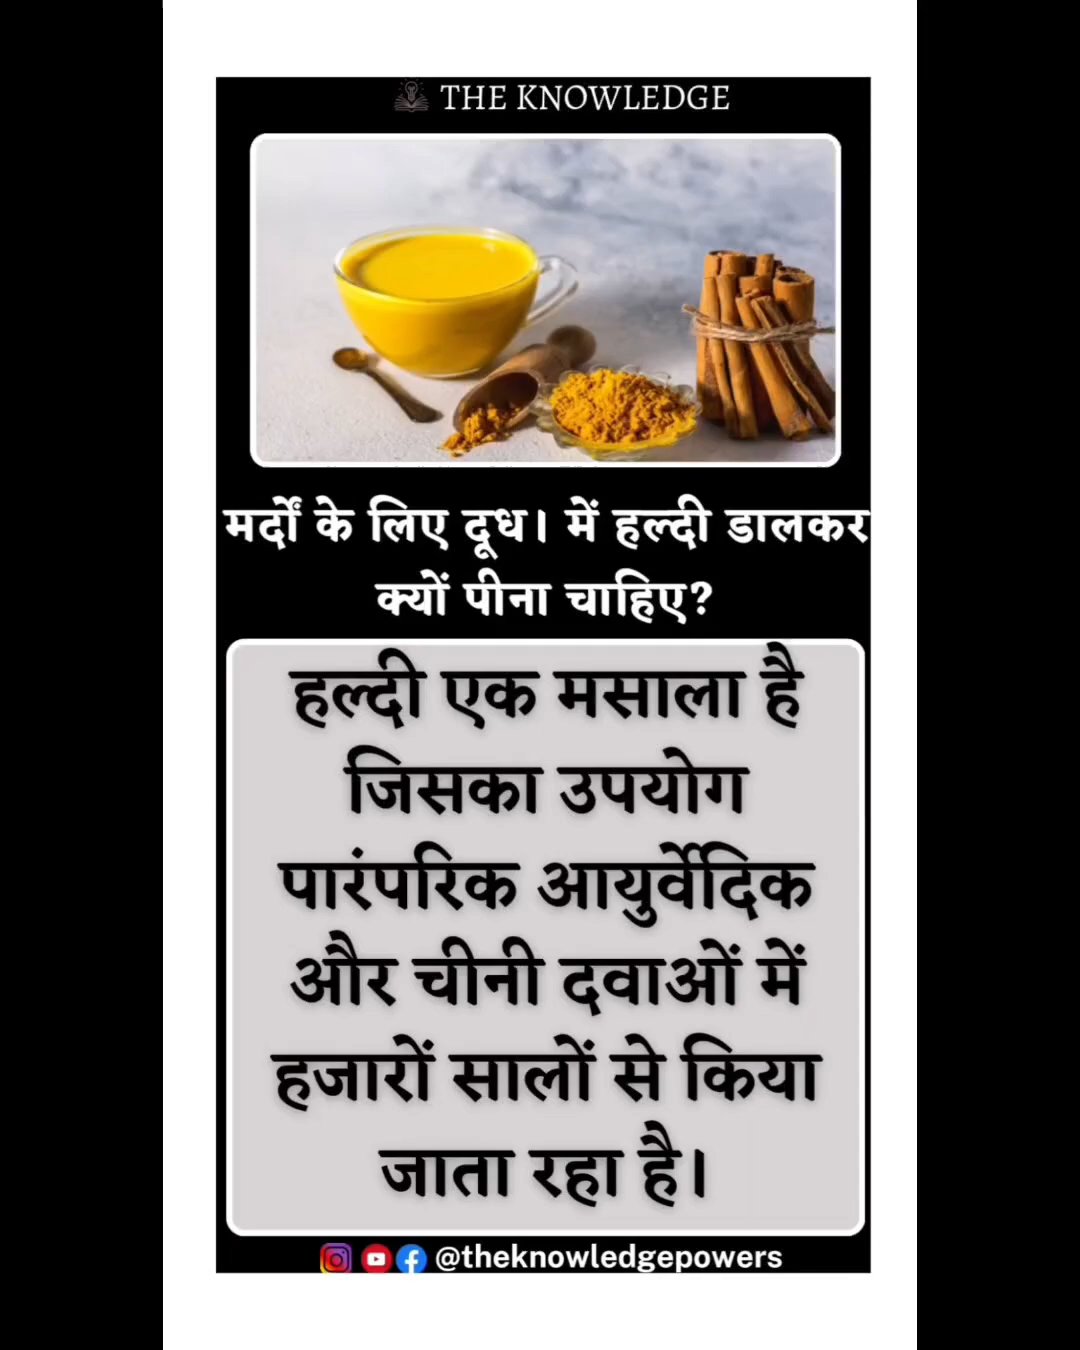 THE KNOWLEDGE
मर्दों के लिए दूध। में हल्दी डालकर
क्यों पीना चाहिए?
हल्दी एक मसाला है
जिसका उपयोग
पारंपरिक आयुर्वेदिक
और चीनी दवाओं में
हजारों सालों से किया
जाता रहा है।
@theknowledgepowers